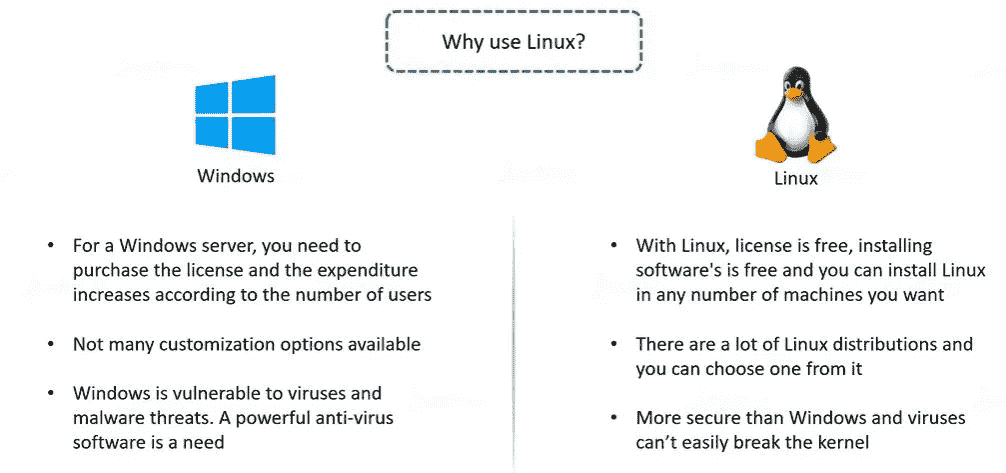 Why use Linux?
Windows
Linux
• For a Windows server, you need to
purchase the license and the expenditure
increases according to the number of users
• Not many customization options available
• Windows is vulnerable to viruses and
malware threats. A powerful anti-virus
software is a need
• With Linux, license is free, installing
software's is free and you can install Linux
in any number of machines you want
• There are a lot of Linux distributions and
you can choose one from it
• More secure than Windows and viruses
can’t easily break the kernel